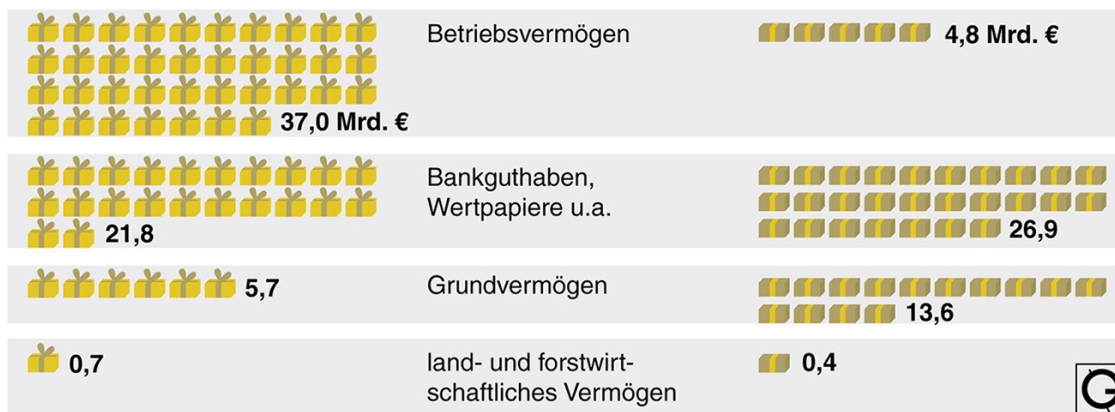 Betriebsvermögen
4,8 Mrd. €
37,0 Mrd. €
Bankguthaben,
Wertpapiere u.a.
21,8
26,9
5,7
Grundvermögen
13,6
0,7
land- und forstwirt-
schaftliches Vermögen
0,4
G